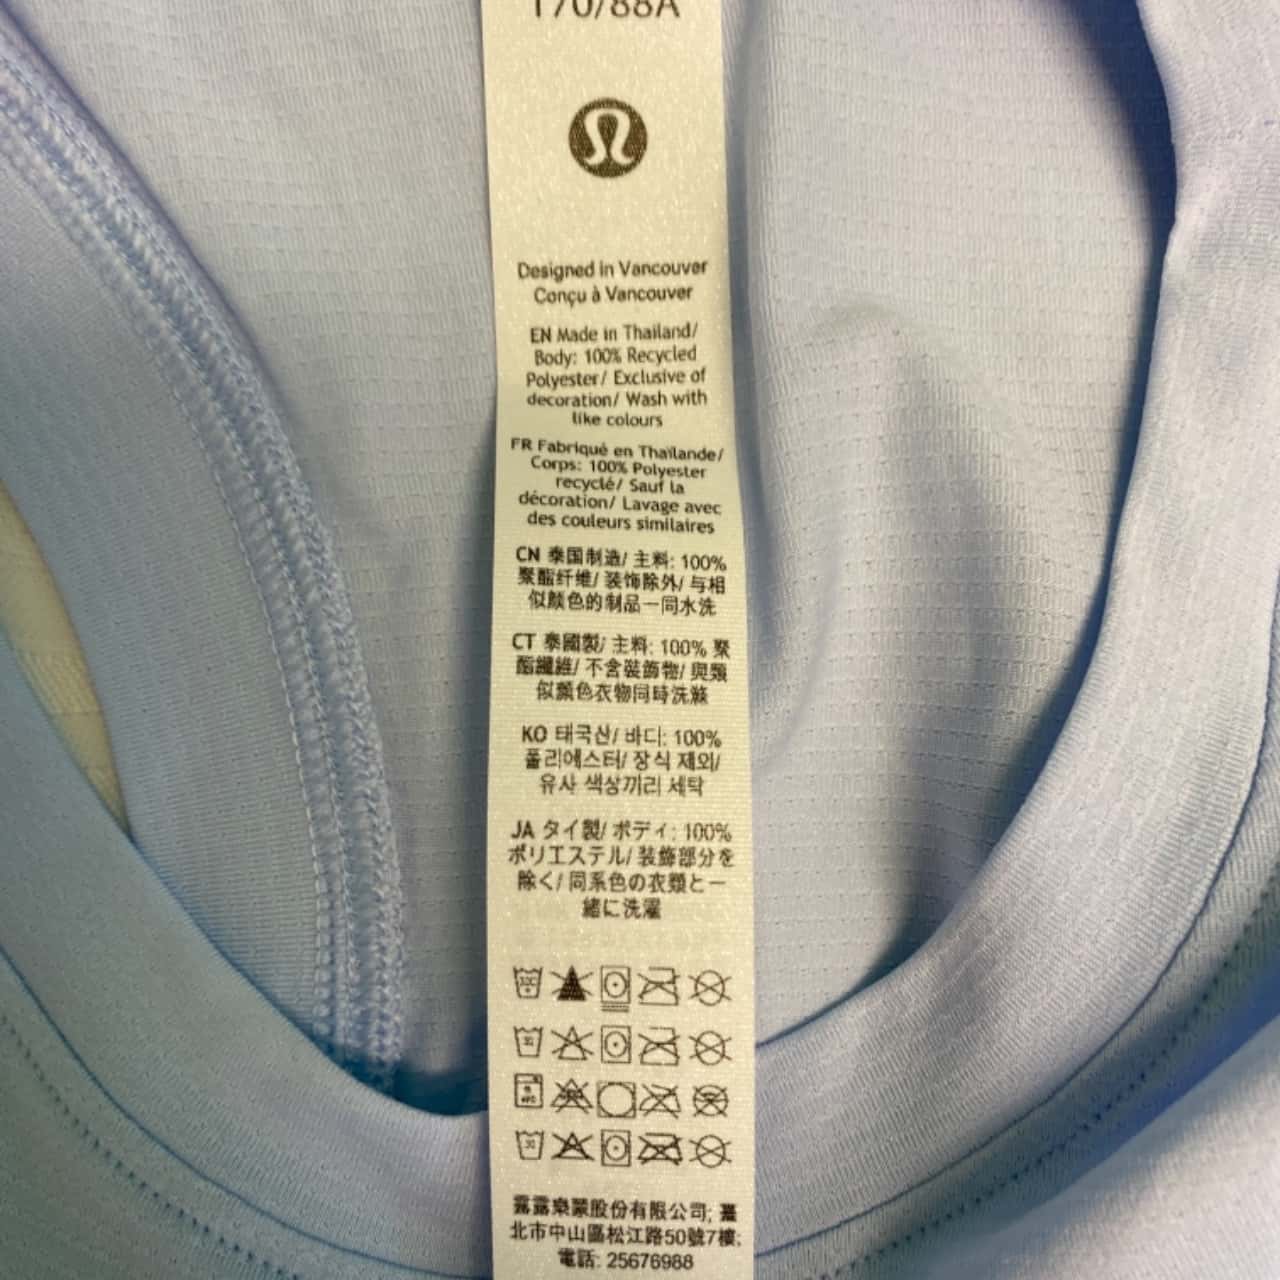 170/88A
Designed in Vancouver
Conçu à Vancouver
EN Made in Thailand/
Body: 100% Recycled
Polyester/ Exclusive of
decoration/ Wash with
like colours
FR Fabriqué en Thaïlande/
Corps: 100% Polyester
recyclé/ Sauf la
décoration/ Lavage avec
des couleurs similaires
CN 泰国制造/ 主料: 100%
聚酯纤维/ 装饰除外/ 与相
似颜色的制品一同水洗
CT 泰國製/ 主料: 100% 聚
酯纖維/ 不含裝飾物/ 與類
似顏色衣物同時洗滌
KO 태국산/ 바디: 100%
폴리에스터/ 장식 제외/
유사 색상끼리 세탁
JA タイ製/ ボディ: 100%
ポリエステル/ 装飾部分を
除く/ 同系色の衣類と一
緒に洗濯
露露樂蒙股份有限公司; 臺
北市中山區松江路50號7樓;
電話: 25676988